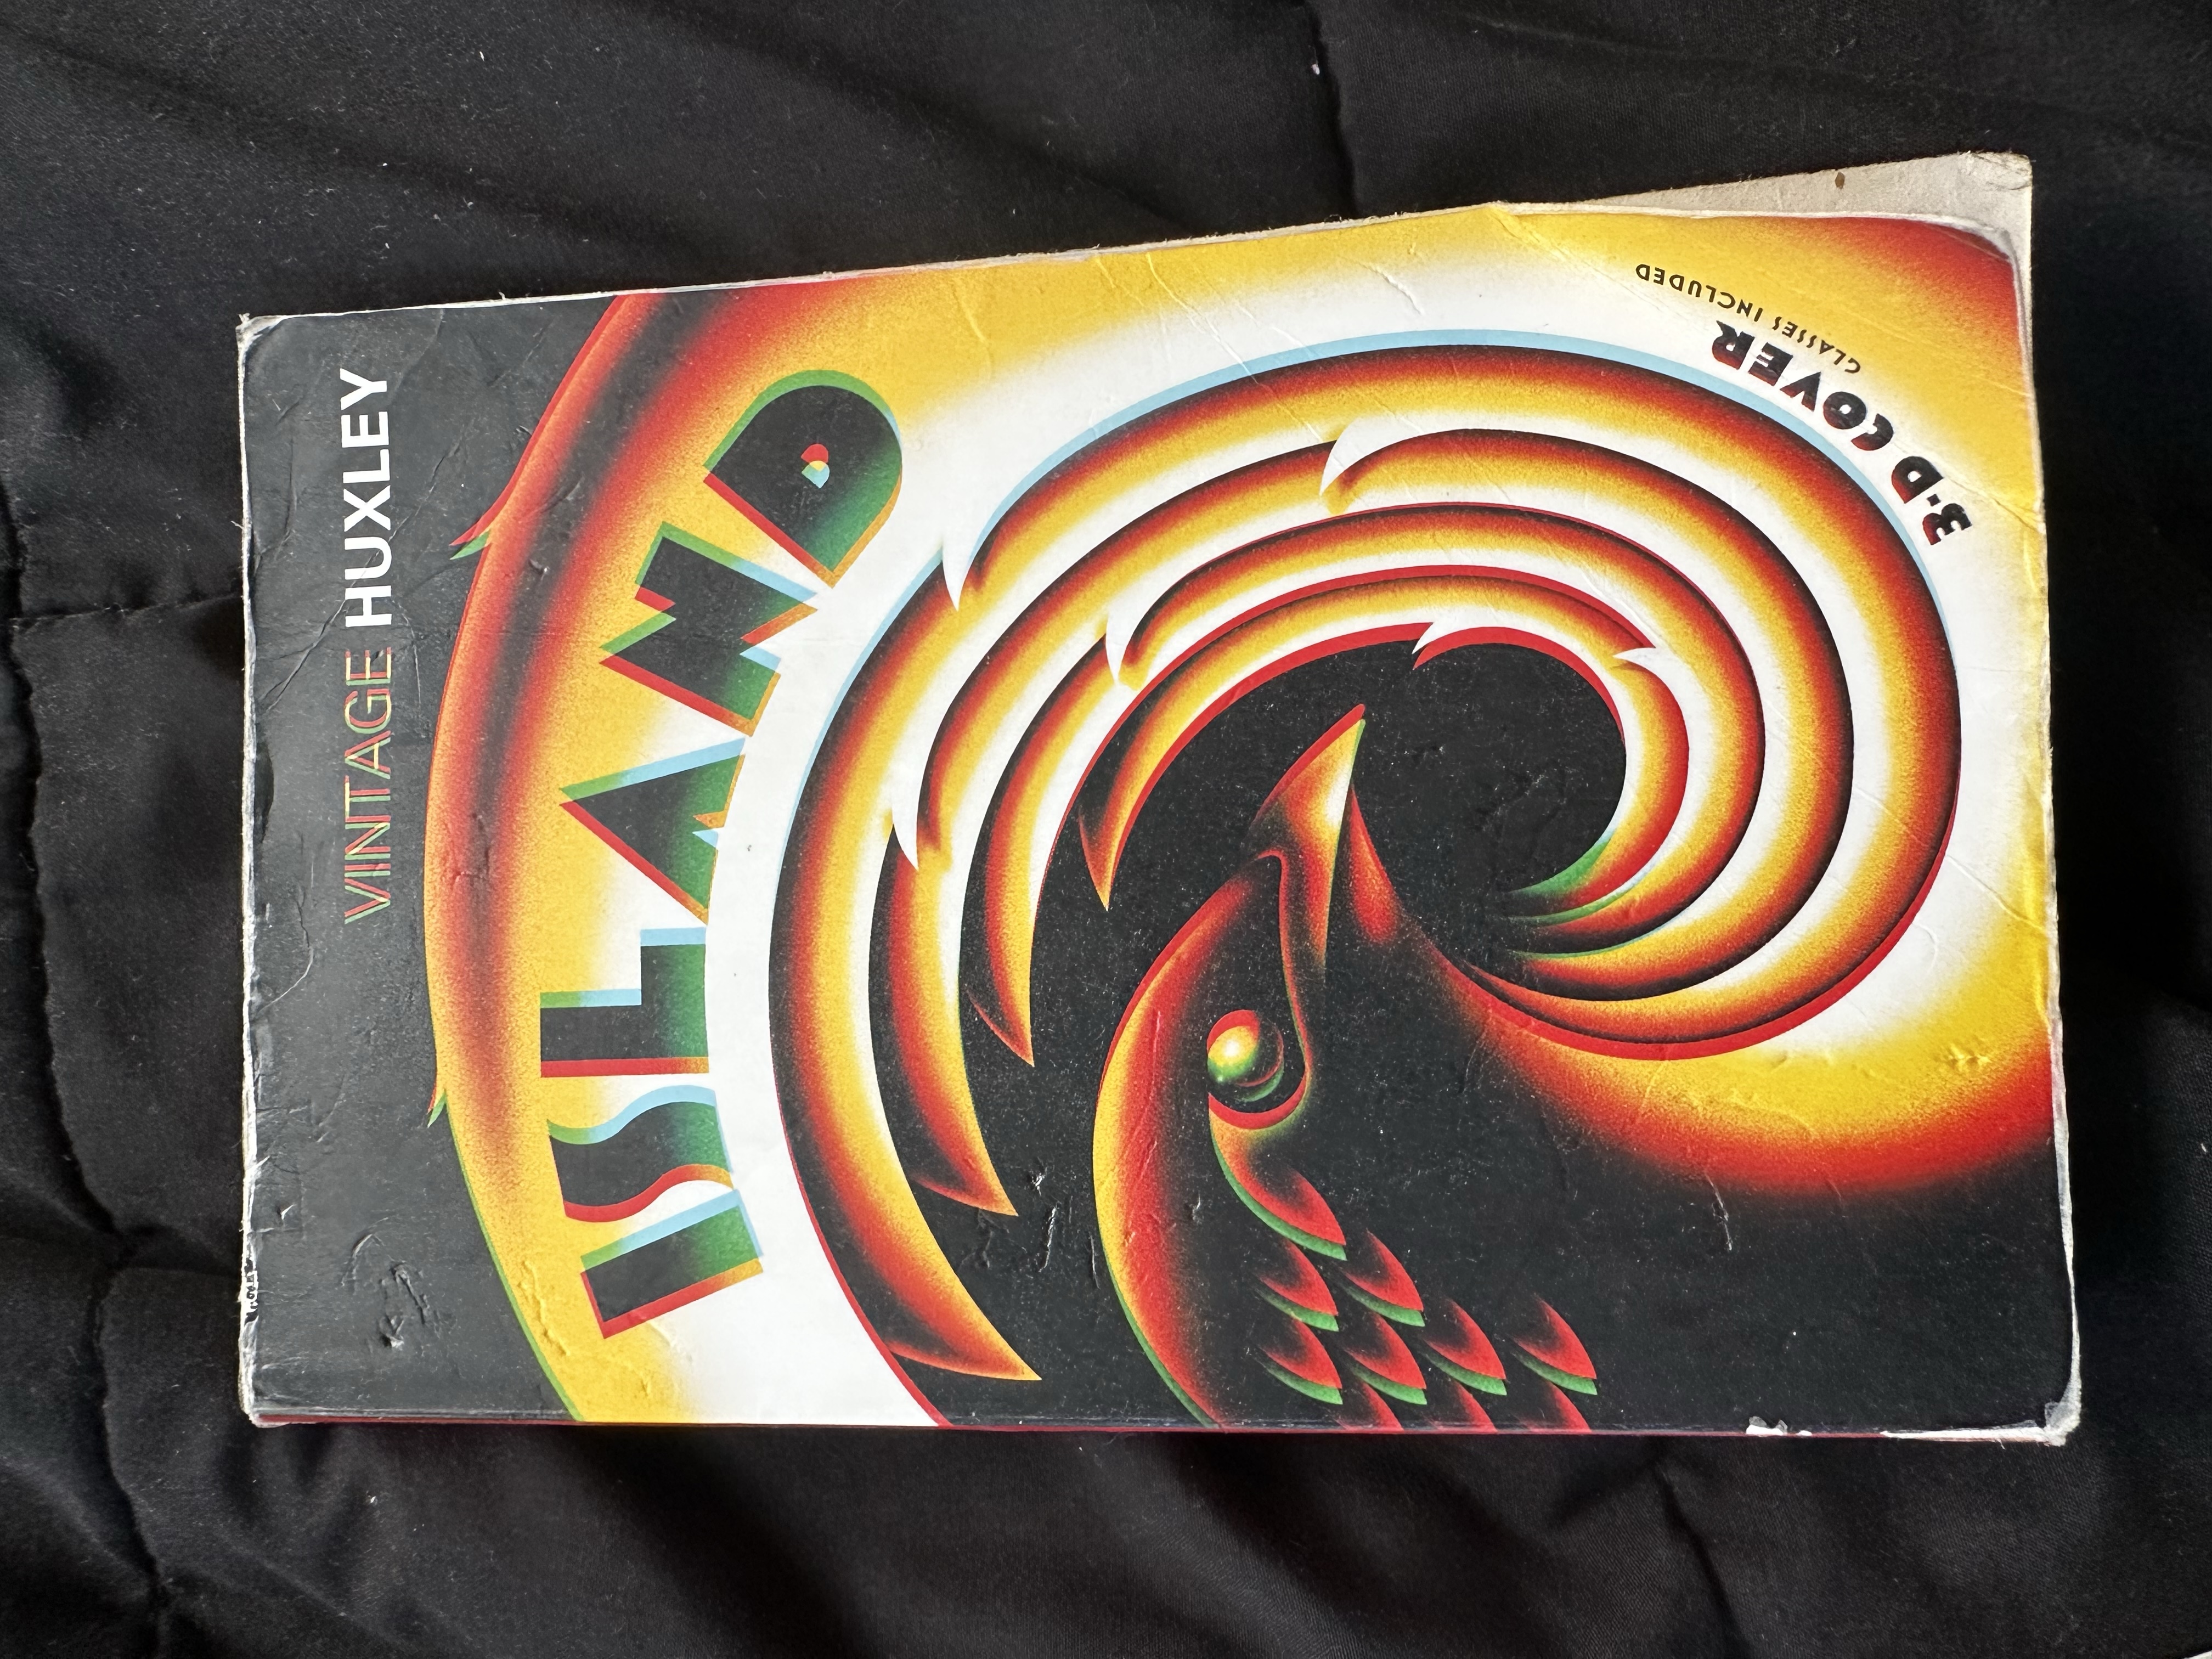 VINTAGE HUXLEY
ISLAND
3-D COVER
GLASSES INCLUDED